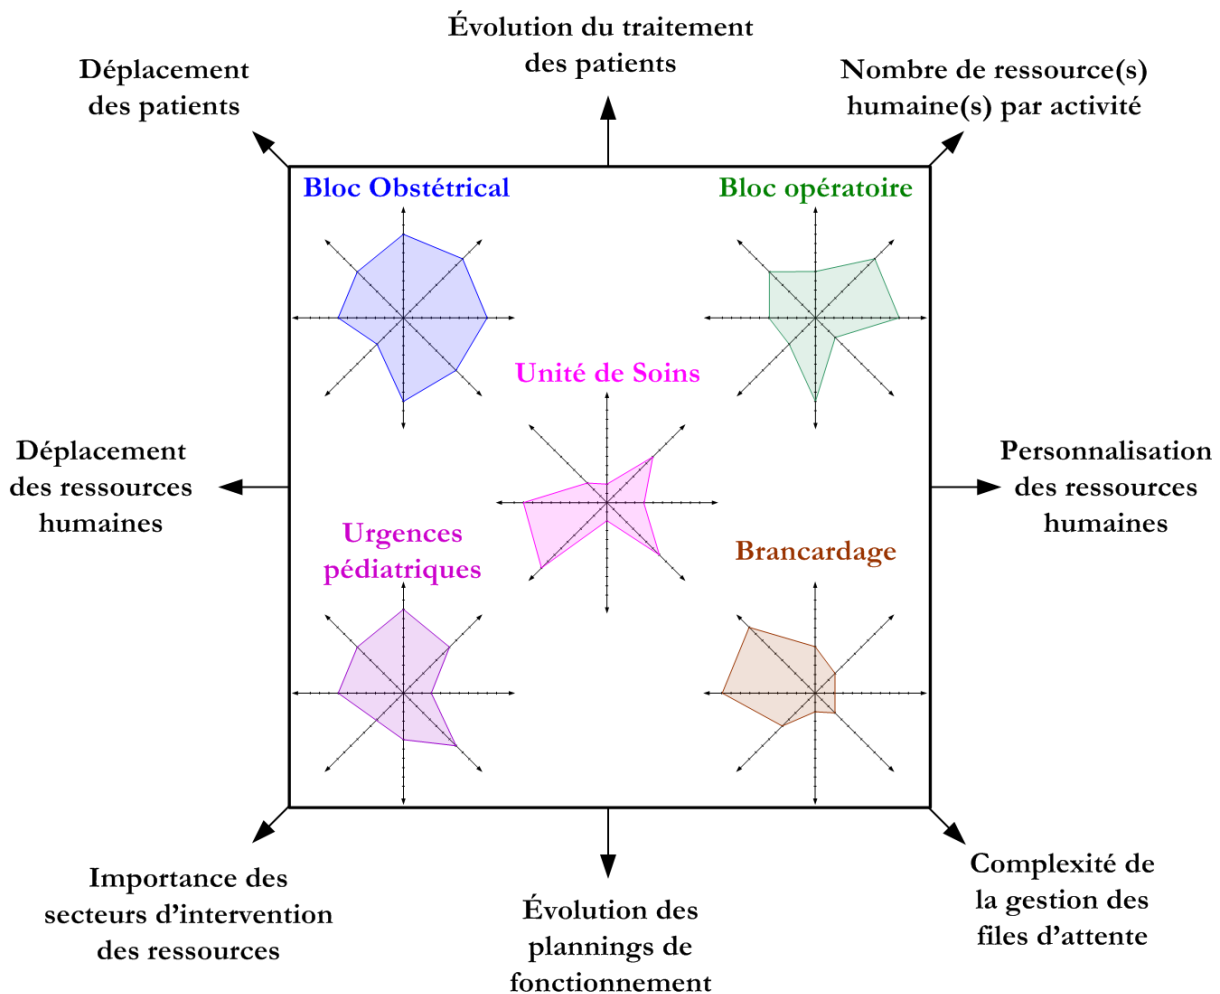 Évolution du traitement
des patients
Déplacement
des patients
Nombre de ressource(s)
humaine(s) par activité
Bloc Obstétrical
Bloc opératoire
Unité de Soins
Déplacement
des ressources
humaines
Personnalisation
des ressources
humaines
Urgences
pédiatriques
Brancardage
Importance des
secteurs d’intervention
des ressources
Évolution des
plannings de
fonctionnement
Complexité de
la gestion des
files d’attente